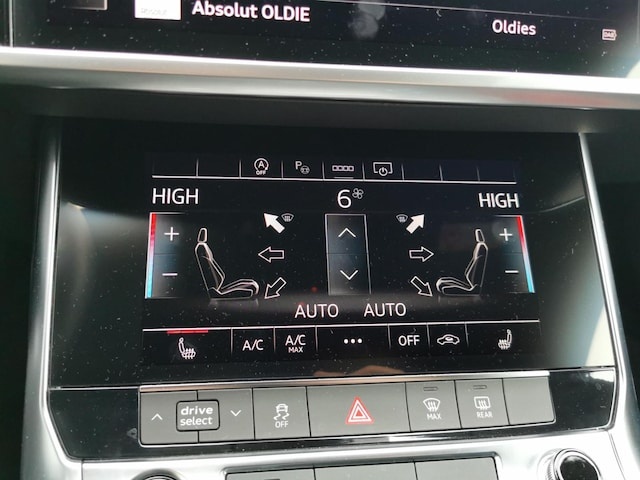 Absolut OLDIE
Oldies
A OFF P
HIGH 6 HIGH
+ +
− −
AUTO AUTO
A/C A/C MAX ••• OFF
drive select OFF MAX REAR